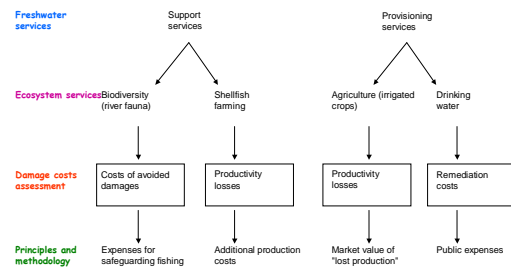 Freshwater
services
Support
services
Provisioning
services
Ecosystem services
Biodiversity
(river fauna)
Shellfish
farming
Agriculture (irrigated
crops)
Drinking
water
Damage costs
assessment
Costs of avoided
damages
Productivity
losses
Productivity
losses
Remediation
costs
Principles and
methodology
Expenses for
safeguarding fishing
Additional production
costs
Market value of
"lost production"
Public expenses